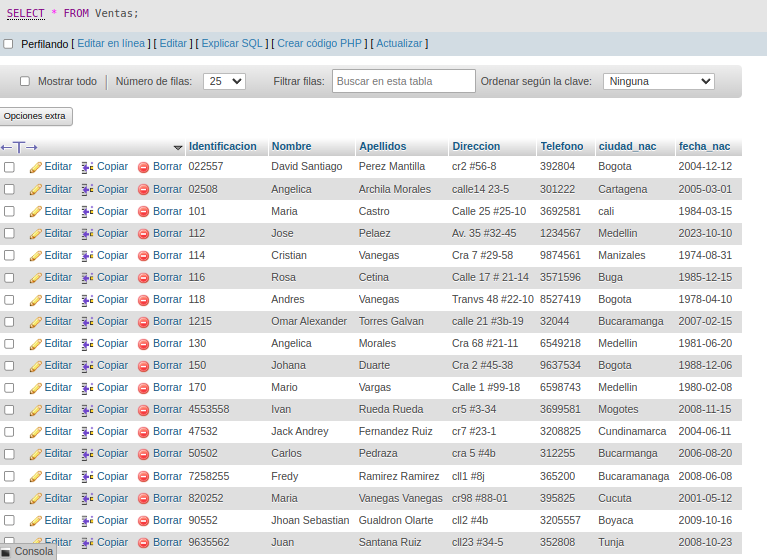 SELECT * FROM Ventas;
Perfilando [ Editar en línea ] [ Editar ] [ Explicar SQL ] [ Crear código PHP ] [ Actualizar ]
Mostrar todo Número de filas: 25 Filtrar filas: Buscar en esta tabla Ordenar según la clave: Ninguna
Opciones extra
←T→ Identificacion Nombre Apellidos Direccion Telefono ciudad_nac fecha_nac
Editar Copiar Borrar 022557 David Santiago Perez Mantilla cr2 #56-8 392804 Bogota 2004-12-12
Editar Copiar Borrar 02508 Angelica Archila Morales calle14 23-5 301222 Cartagena 2005-03-01
Editar Copiar Borrar 101 Maria Castro Calle 25 #25-10 3692581 cali 1984-03-15
Editar Copiar Borrar 112 Jose Pelaez Av. 35 #32-45 1234567 Medellin 2023-10-10
Editar Copiar Borrar 114 Cristian Vanegas Cra 7 #29-58 9874561 Manizales 1974-08-31
Editar Copiar Borrar 116 Rosa Cetina Calle 17 # 21-14 3571596 Buga 1985-12-15
Editar Copiar Borrar 118 Andres Vanegas Tranvs 48 #22-10 8527419 Bogota 1978-04-10
Editar Copiar Borrar 1215 Omar Alexander Torres Galvan calle 21 #3b-19 32044 Bucaramanga 2007-02-15
Editar Copiar Borrar 130 Angelica Morales Cra 68 #21-11 6549218 Medellin 1981-06-20
Editar Copiar Borrar 150 Johana Duarte Cra 2 #45-38 9637534 Bogota 1988-12-06
Editar Copiar Borrar 170 Mario Vargas Calle 1 #99-18 6598743 Medellin 1980-02-08
Editar Copiar Borrar 4553558 Ivan Rueda Rueda cr5 #3-34 3699581 Mogotes 2008-11-15
Editar Copiar Borrar 47532 Jack Andrey Fernandez Ruiz cr7 #23-1 3208825 Cundinamarca 2004-06-11
Editar Copiar Borrar 50502 Carlos Pedraza cra 5 #4b 312255 Bucarmanga 2006-08-20
Editar Copiar Borrar 7258255 Fredy Ramirez Ramirez cll1 #8j 365200 Bucaramanaga 2008-06-08
Editar Copiar Borrar 820252 Maria Vanegas Vanegas cr98 #88-01 395825 Cucuta 2001-05-12
Editar Copiar Borrar 90552 Jhoan Sebastian Gualdron Olarte cll2 #4b 3205557 Boyaca 2009-10-16
Editar Copiar Borrar 9635562 Juan Santana Ruiz cll23 #34-5 352808 Tunja 2008-10-23
Consola